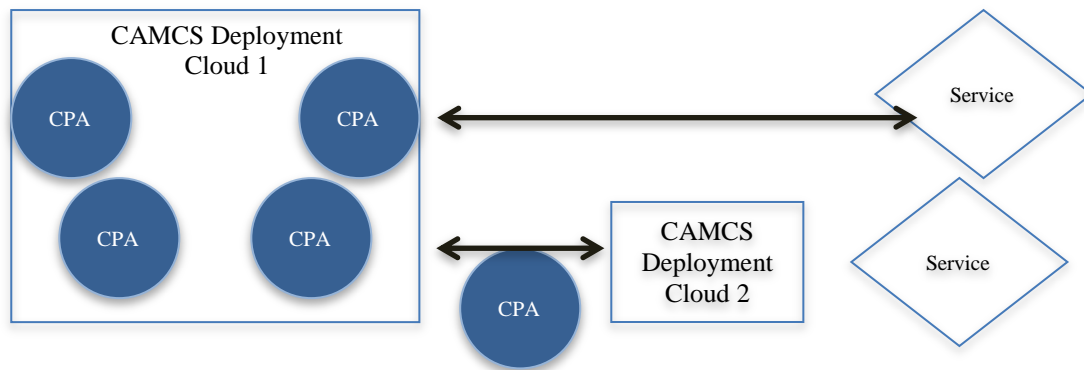 CAMCS Deployment
Cloud 1
CPA
CPA
Service
CPA
CPA
CAMCS
Deployment
Cloud 2
Service
CPA